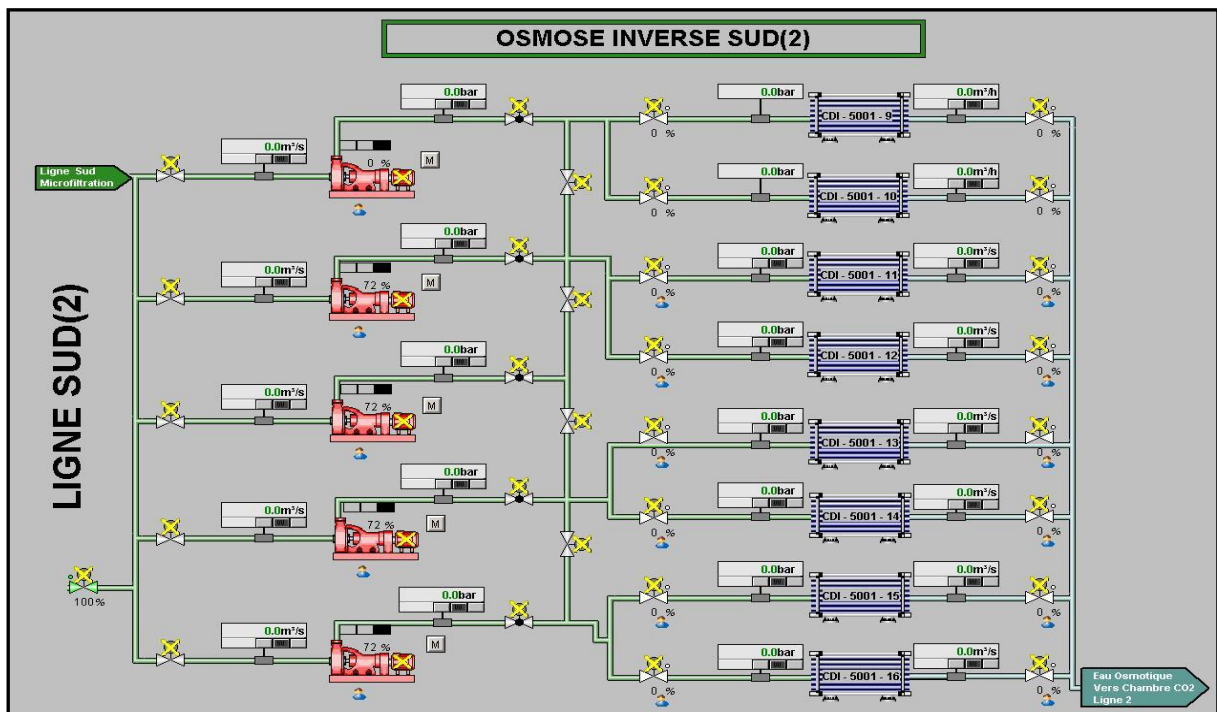 OSMOSE INVERSE SUD(2)
LIGNE SUD(2)
Ligne Sud
Microfiltration
0.0bar
0.0bar
0.0bar
0.0m³/h
0.0m³/s
0 %
M
0 %
CDI - 5001 - 9
0 %
0.0bar
0.0m³/h
0 %
CDI - 5001 - 10
0 %
0.0bar
0.0bar
0.0m³/s
0.0m³/s
72 %
M
0 %
CDI - 5001 - 11
0 %
0.0bar
0.0m³/s
0 %
CDI - 5001 - 12
0 %
0.0bar
0.0m³/s
72 %
M
0.0bar
0.0m³/s
0 %
CDI - 5001 - 13
0 %
0.0bar
0.0m³/s
72 %
M
0.0bar
0.0m³/s
0 %
CDI - 5001 - 14
0 %
100%
0.0bar
0.0bar
0.0m³/s
0 %
CDI - 5001 - 15
0 %
0.0m³/s
72 %
M
0.0bar
0.0m³/s
0 %
CDI - 5001 - 16
0 %
Eau Osmotique
Vers Chambre CO2
Ligne 2